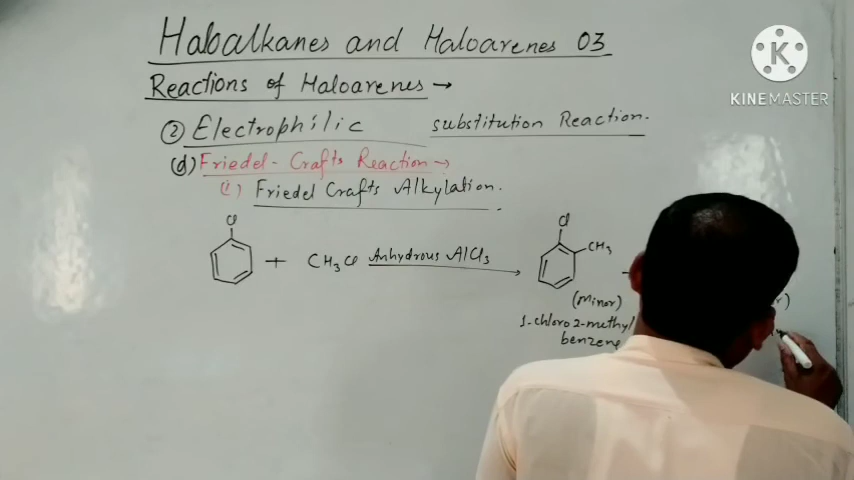 Haloalkanes and Haloarenes 03
Reactions of Haloarenes →
② Electrophilic substitution Reaction.
(d) Friedel-Crafts Reaction →
(i) Friedel Crafts Alkylation.
Cl
+ CH3Cl Anhydrous AlCl3
Cl
CH3
(Minor)
1-chloro 2-methyl
benzene
K
KINEMASTER